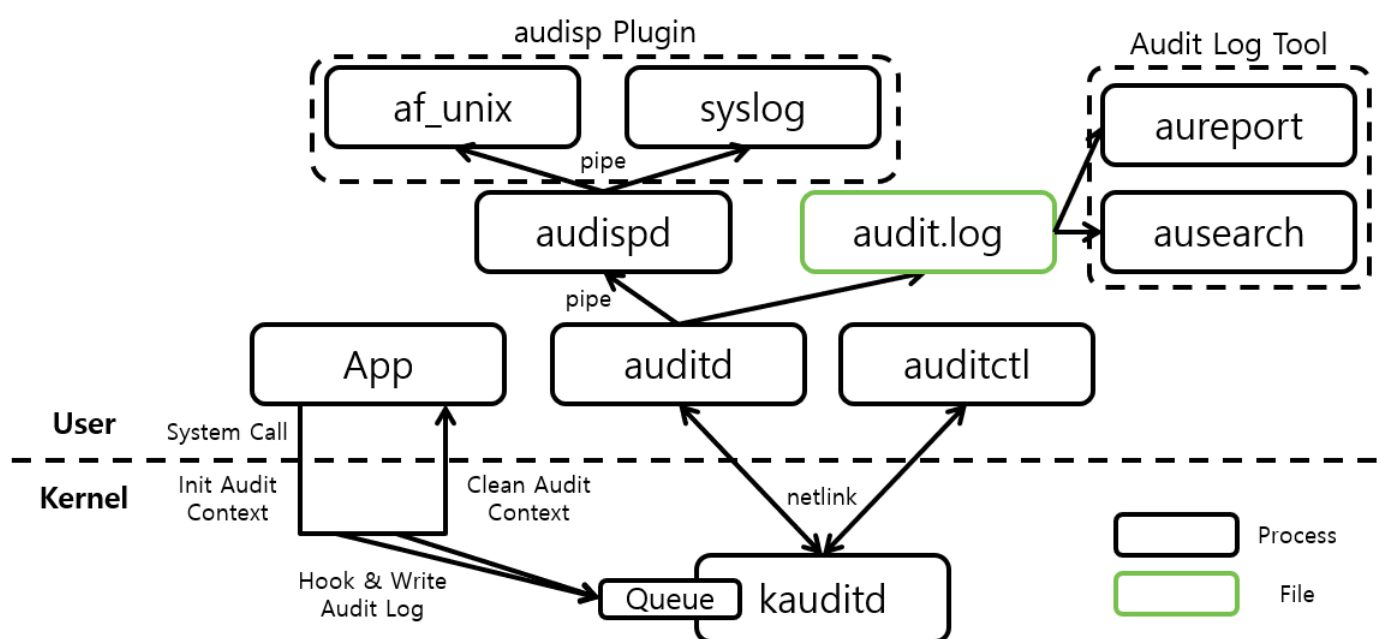 audisp Plugin
Audit Log Tool
af_unix
syslog
aureport
pipe
audispd
audit.log
ausearch
pipe
App
auditd
auditctl
User
System Call
Kernel
Init Audit
Context
Clean Audit
Context
netlink
Process
Hook & Write
Audit Log
Queue
kauditd
File